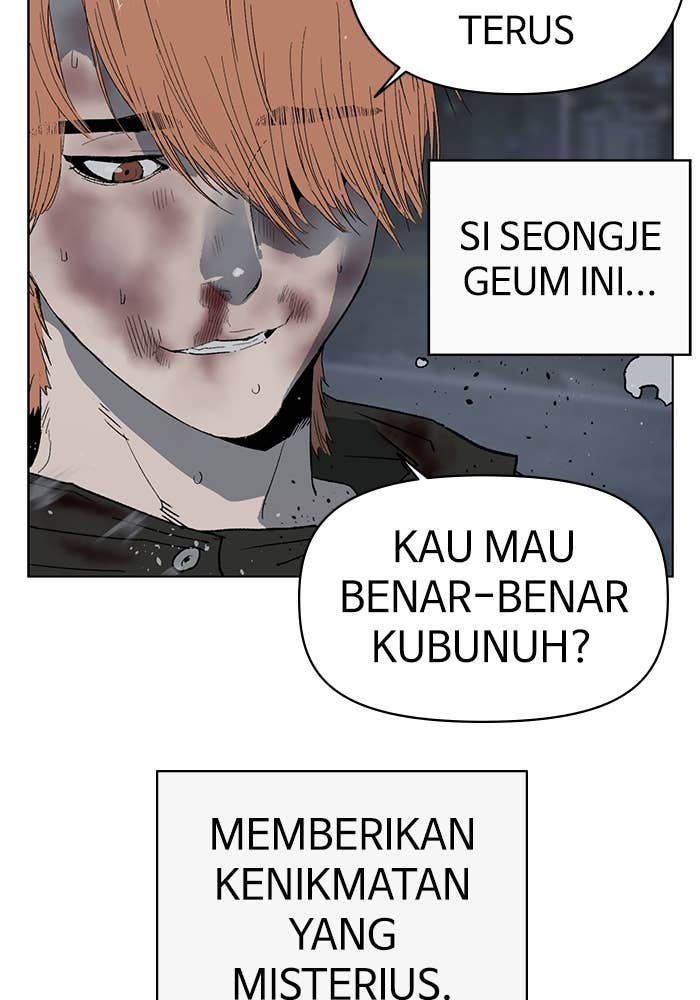 TERUS
SI SEONGJE
GEUM INI...
KAU MAU
BENAR-BENAR
KUBUNUH?
MEMBERIKAN
KENIKMATAN
YANG
MISTERIUS.